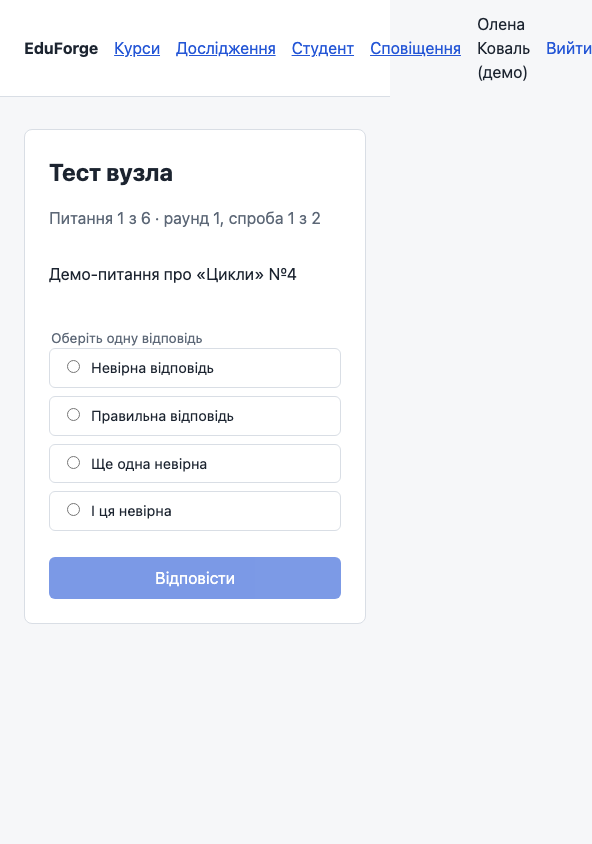 EduForge Курси Дослідження Студент Сповіщення Олена Коваль (демо) Вийти
Тест вузла
Питання 1 з 6 · раунд 1, спроба 1 з 2
Демо-питання про «Цикли» №4
Оберіть одну відповідь
Невірна відповідь
Правильна відповідь
Ще одна невірна
І ця невірна
Відповісти